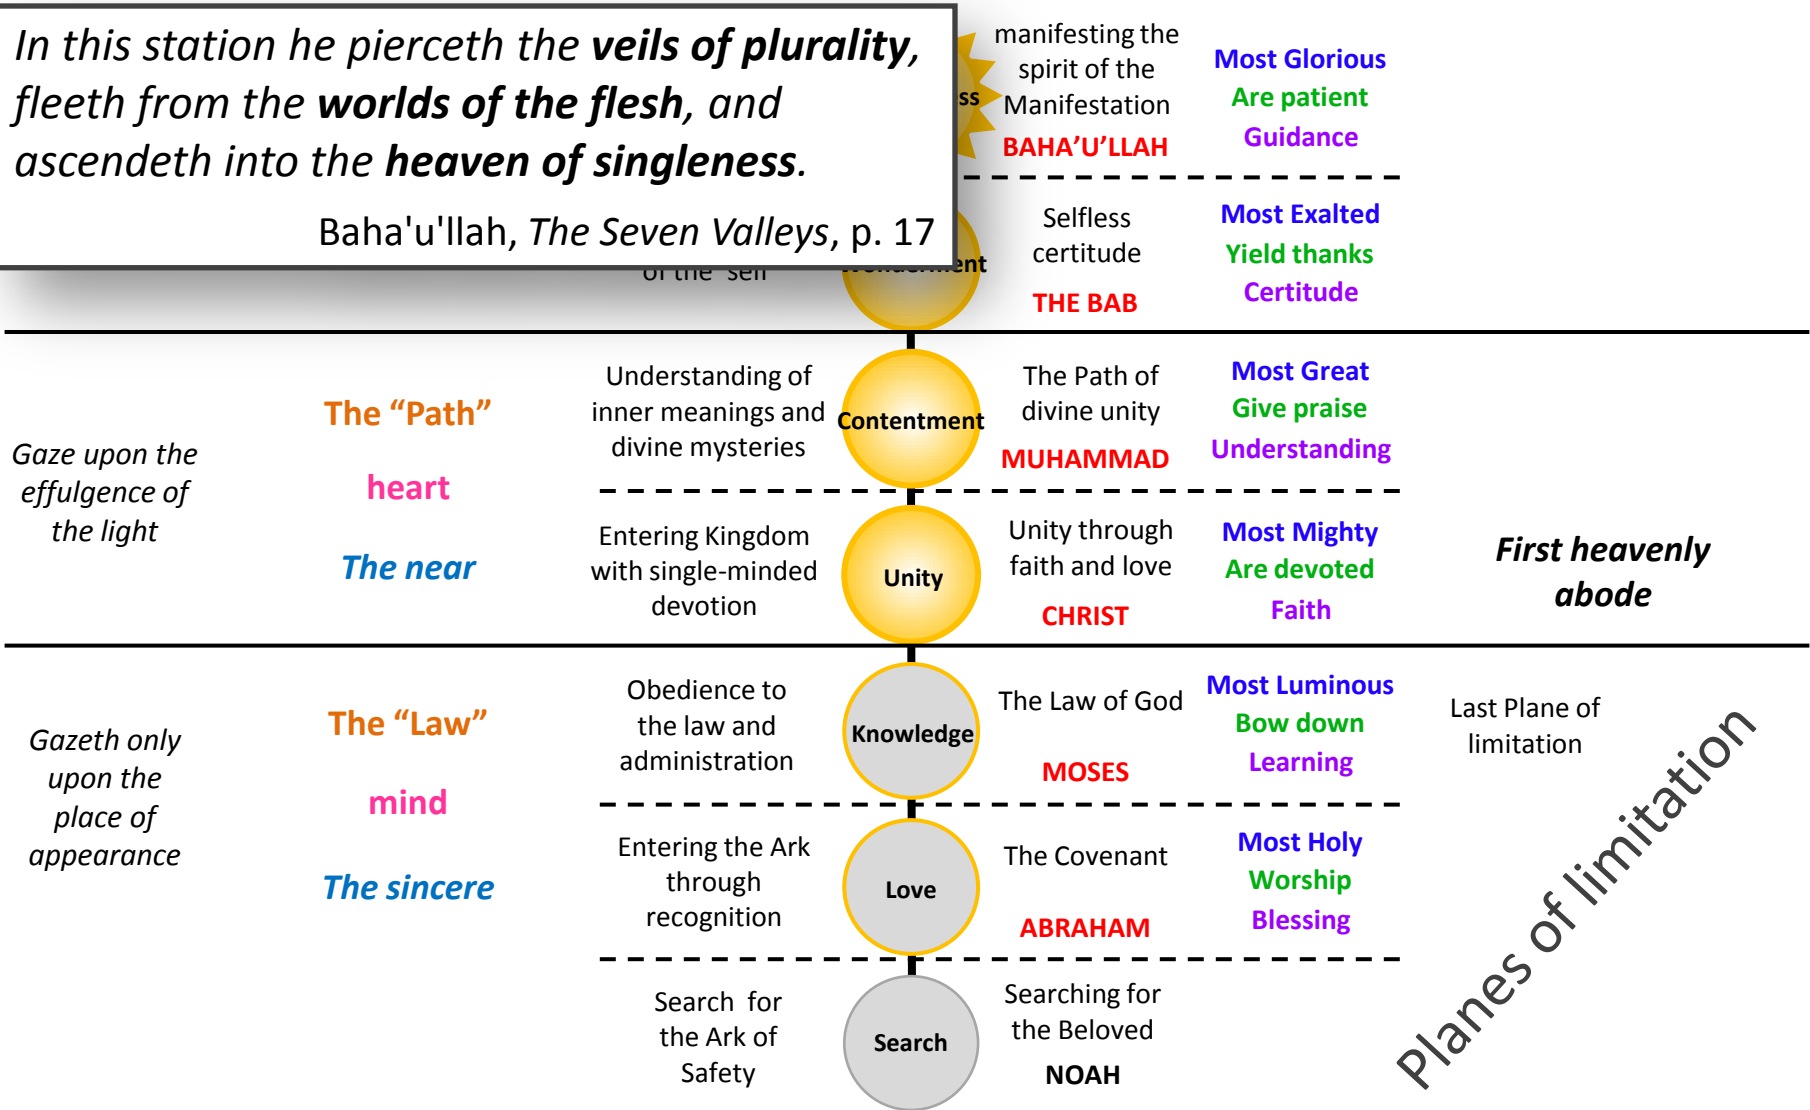 In this station he pierceth the veils of plurality,
fleeth from the worlds of the flesh, and
ascendeth into the heaven of singleness.
Baha'u'llah, The Seven Valleys, p. 17
ss
manifesting the
spirit of the
Manifestation
BAHA’U’LLAH
Most Glorious
Are patient
Guidance
of the self
Wonderment
Selfless
certitude
THE BAB
Most Exalted
Yield thanks
Certitude
Gaze upon the
effulgence of
the light
The “Path”
heart
The near
Understanding of
inner meanings and
divine mysteries
Contentment
The Path of
divine unity
MUHAMMAD
Most Great
Give praise
Understanding
Entering Kingdom
with single-minded
devotion
Unity
Unity through
faith and love
CHRIST
Most Mighty
Are devoted
Faith
First heavenly
abode
Gazeth only
upon the
place of
appearance
The “Law”
mind
The sincere
Obedience to
the law and
administration
Knowledge
The Law of God
MOSES
Most Luminous
Bow down
Learning
Last Plane of
limitation
Entering the Ark
through
recognition
Love
The Covenant
ABRAHAM
Most Holy
Worship
Blessing
Planes of limitation
Search for
the Ark of
Safety
Search
Searching for
the Beloved
NOAH